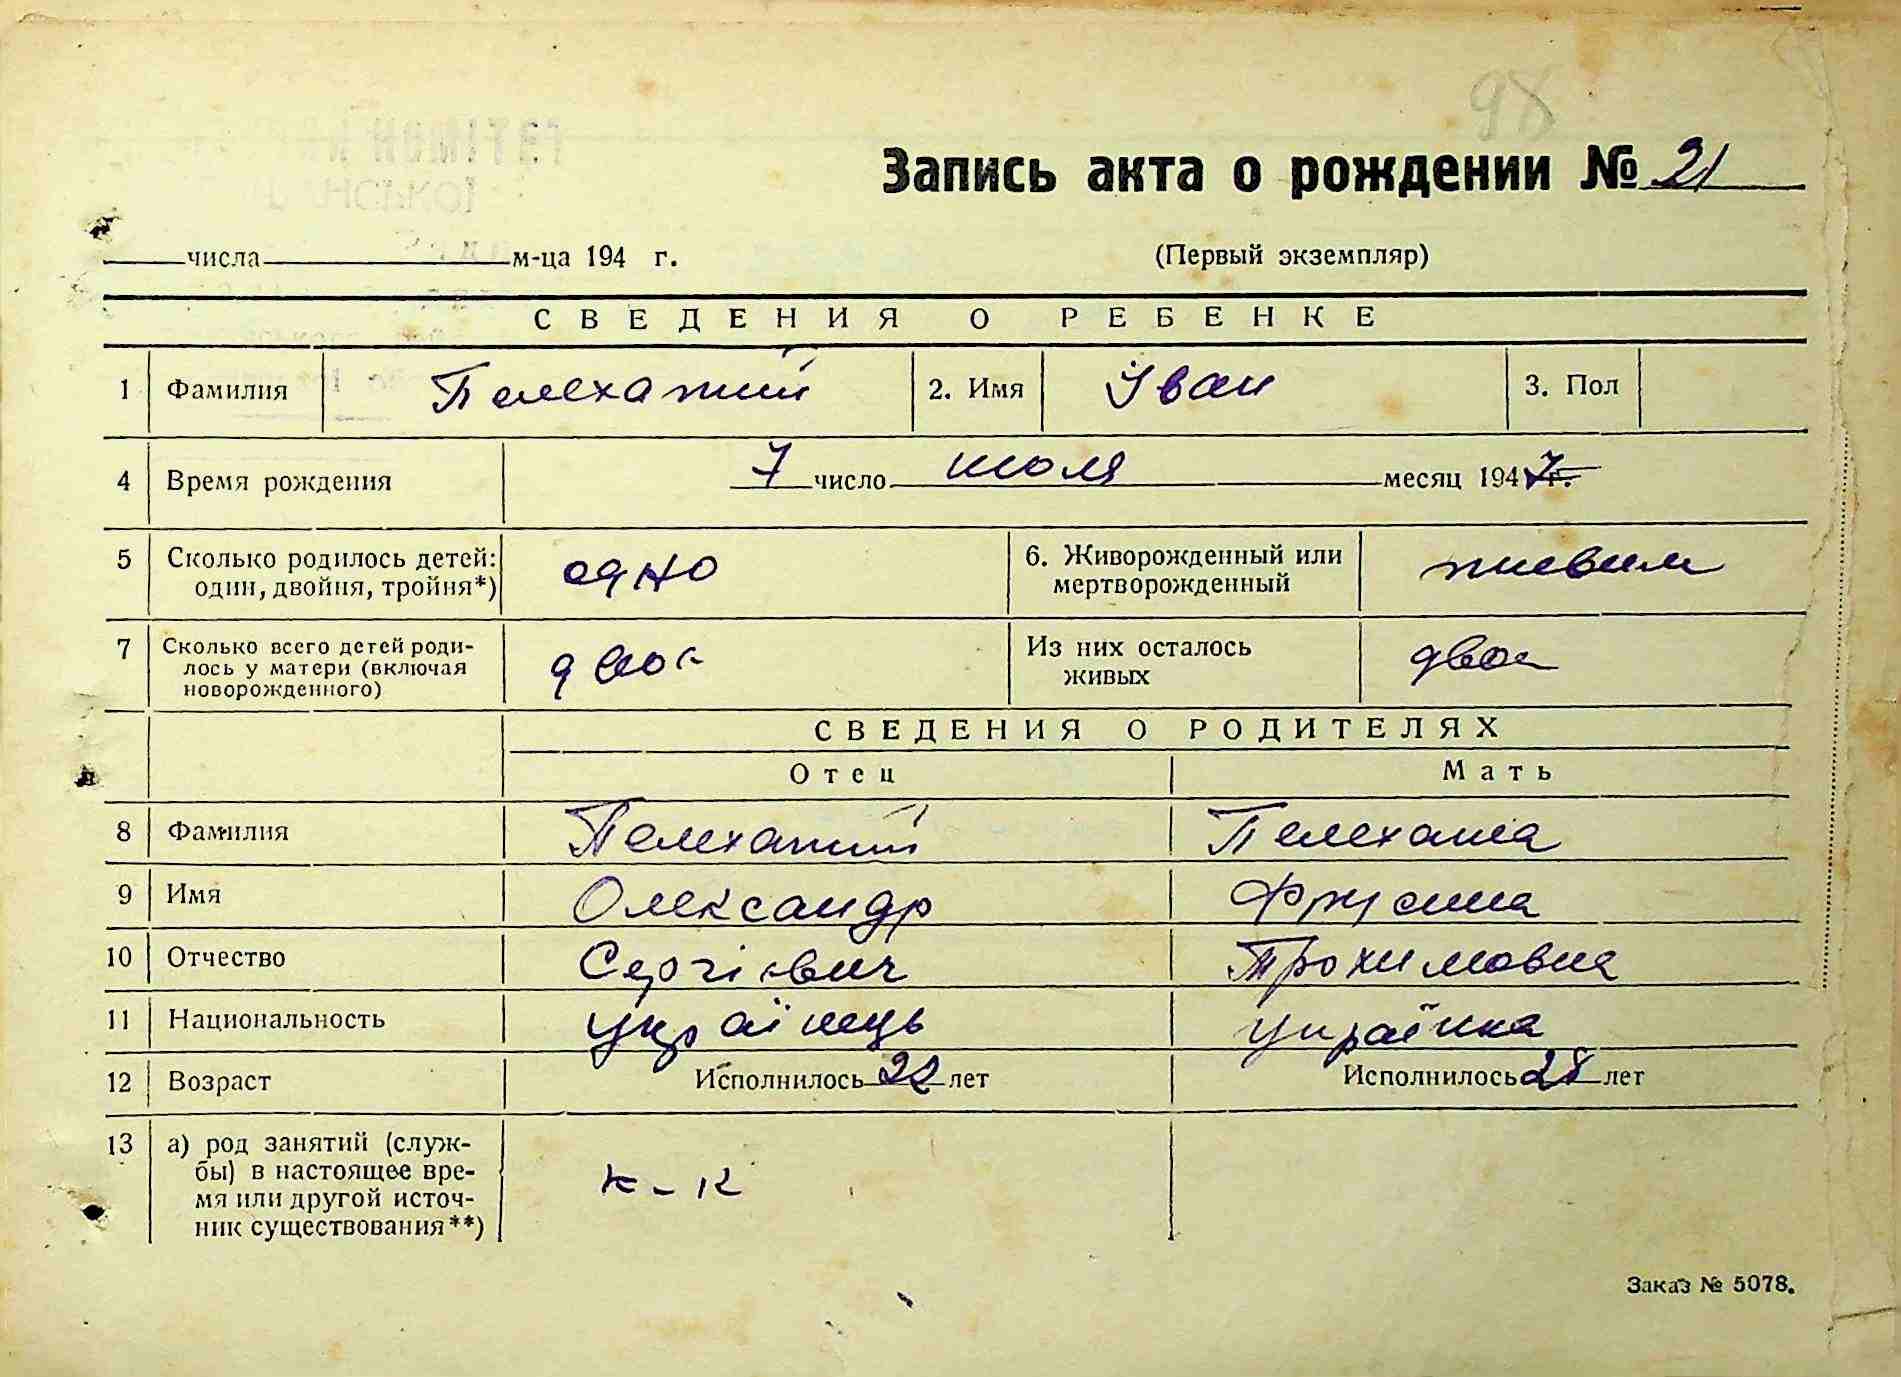 98
Запись акта о рождении № 21
числа м-ца 194 г. (Первый экземпляр)
СВЕДЕНИЯ О РЕБЕНКЕ
1 Фамилия Пелехатий 2. Имя Іван 3. Пол
4 Время рождения 7 число июля месяц 1947 г.
5 Сколько родилось детей: один, двойня, тройня*) одно 6. Живорожденный или мертворожденный живим
7 Сколько всего детей родилось у матери (включая новорожденного) двоє Из них осталось живых двоє
СВЕДЕНИЯ О РОДИТЕЛЯХ
Отец Мать
8 Фамилия Пелехатий Пелехата
9 Имя Олександр
10 Отчество Сергієвич Трохимовна
11 Национальность українець українка
12 Возраст Исполнилось 22 лет Исполнилось 28 лет
13 а) род занятий (службы) в настоящее время или другой источник существования**) к-к
Заказ № 5078.